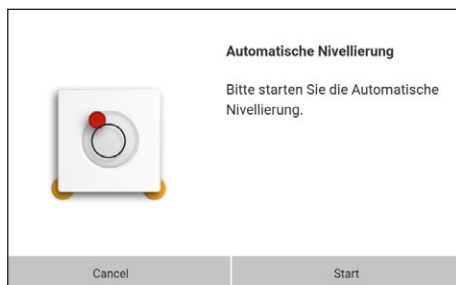 Automatische Nivellierung
Bitte starten Sie die Automatische
Nivellierung.
Cancel
Start